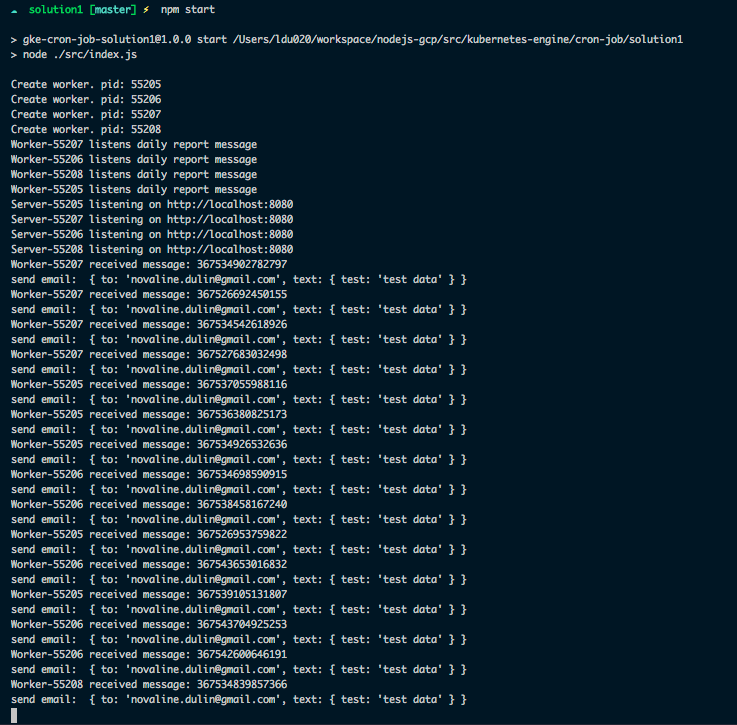 solution1 [master] ⚡ npm start
> gke-cron-job-solution1@1.0.0 start /Users/ldu020/workspace/nodejs-gcp/src/kubernetes-engine/cron-job/solution1
> node ./src/index.js
Create worker. pid: 55205
Create worker. pid: 55206
Create worker. pid: 55207
Create worker. pid: 55208
Worker-55207 listens daily report message
Worker-55206 listens daily report message
Worker-55208 listens daily report message
Worker-55205 listens daily report message
Server-55205 listening on http://localhost:8080
Server-55207 listening on http://localhost:8080
Server-55206 listening on http://localhost:8080
Server-55208 listening on http://localhost:8080
Worker-55207 received message: 367534902782797
send email:  { to: 'novaline.dulin@gmail.com', text: { test: 'test data' } }
Worker-55207 received message: 367526692450155
send email:  { to: 'novaline.dulin@gmail.com', text: { test: 'test data' } }
Worker-55207 received message: 367534542618926
send email:  { to: 'novaline.dulin@gmail.com', text: { test: 'test data' } }
Worker-55207 received message: 367527683032498
send email:  { to: 'novaline.dulin@gmail.com', text: { test: 'test data' } }
Worker-55205 received message: 367537055988116
send email:  { to: 'novaline.dulin@gmail.com', text: { test: 'test data' } }
Worker-55205 received message: 367536380825173
send email:  { to: 'novaline.dulin@gmail.com', text: { test: 'test data' } }
Worker-55205 received message: 367534926532636
send email:  { to: 'novaline.dulin@gmail.com', text: { test: 'test data' } }
Worker-55206 received message: 367534698590915
send email:  { to: 'novaline.dulin@gmail.com', text: { test: 'test data' } }
Worker-55206 received message: 367538458167240
send email:  { to: 'novaline.dulin@gmail.com', text: { test: 'test data' } }
Worker-55205 received message: 367526953759822
send email:  { to: 'novaline.dulin@gmail.com', text: { test: 'test data' } }
Worker-55206 received message: 367543653016832
send email:  { to: 'novaline.dulin@gmail.com', text: { test: 'test data' } }
Worker-55205 received message: 367539105131807
send email:  { to: 'novaline.dulin@gmail.com', text: { test: 'test data' } }
Worker-55206 received message: 367543704925253
send email:  { to: 'novaline.dulin@gmail.com', text: { test: 'test data' } }
Worker-55206 received message: 367542600646191
send email:  { to: 'novaline.dulin@gmail.com', text: { test: 'test data' } }
Worker-55208 received message: 367534839857366
send email:  { to: 'novaline.dulin@gmail.com', text: { test: 'test data' } }